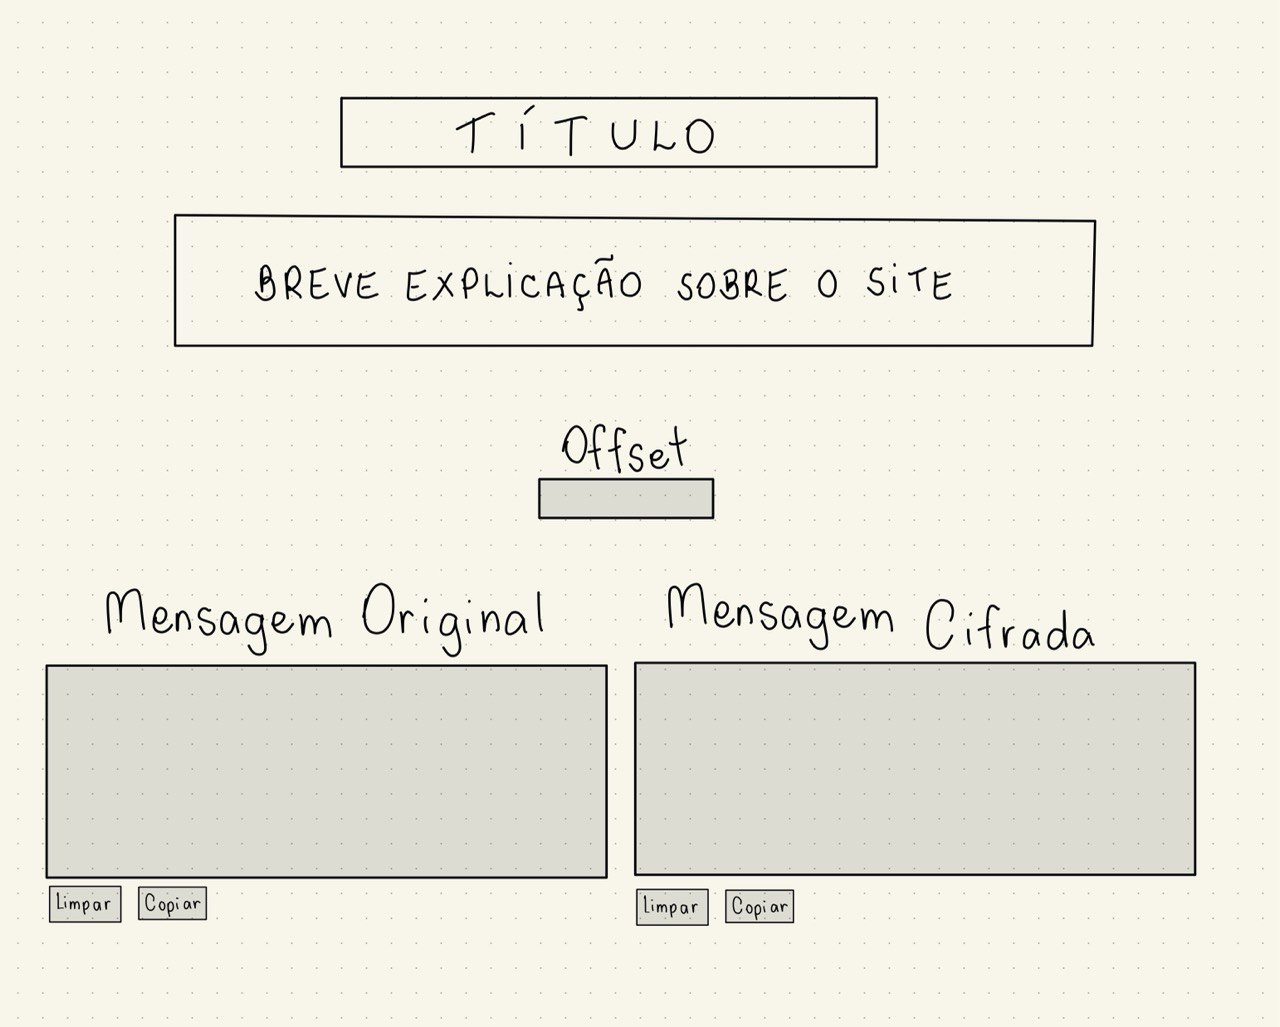 TÍTULO
BREVE EXPLICAÇÃO SOBRE O SITE
Offset
Mensagem Original
Mensagem Cifrada
Limpar Copiar
Limpar Copiar